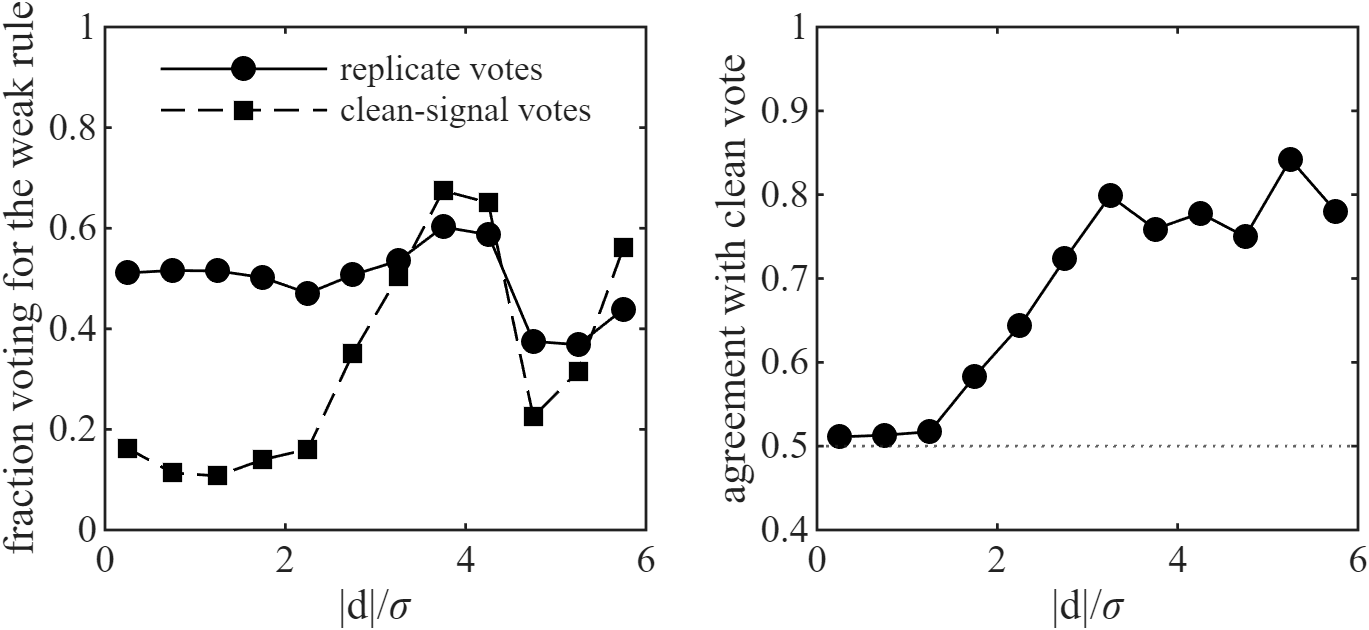 fraction voting for the weak rule
1
0.8
0.6
0.4
0.2
0
replicate votes
clean-signal votes
0 2 4 6
|d|/σ
agreement with clean vote
1
0.9
0.8
0.7
0.6
0.5
0.4
0 2 4 6
|d|/σ